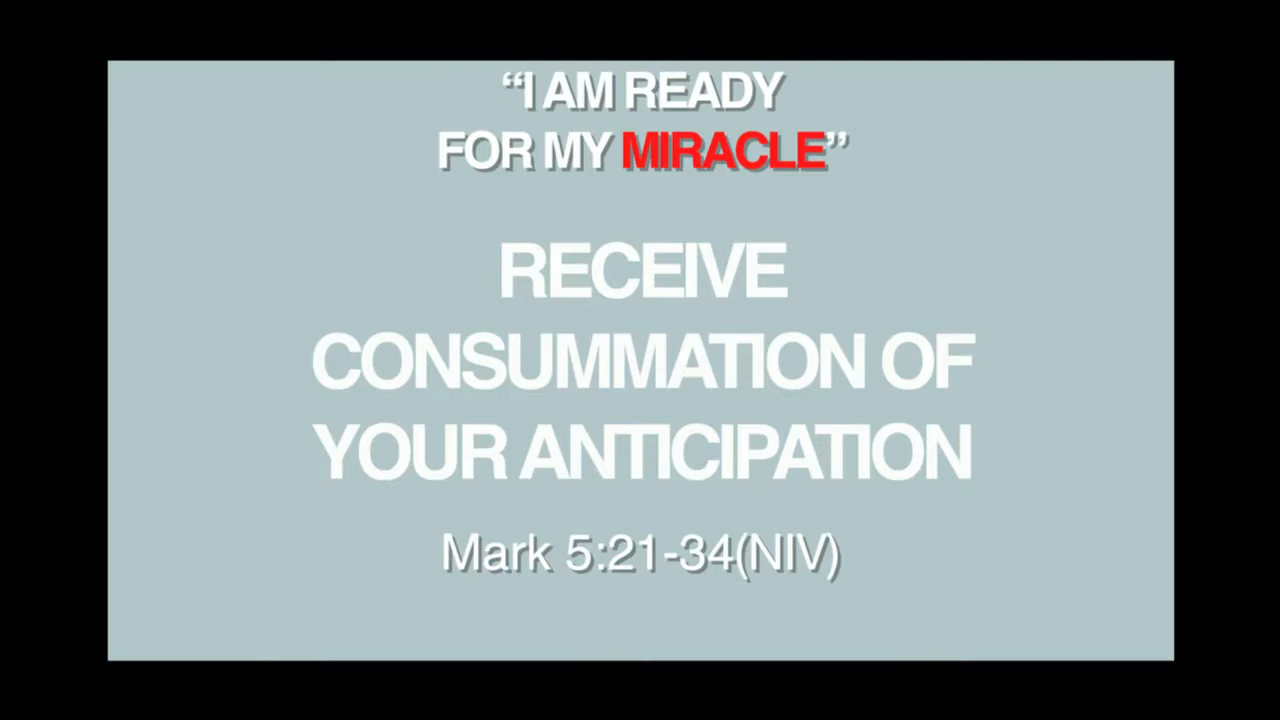 “I AM READY
FOR MY MIRACLE”
RECEIVE
CONSUMMATION OF
YOUR ANTICIPATION
Mark 5:21-34(NIV)